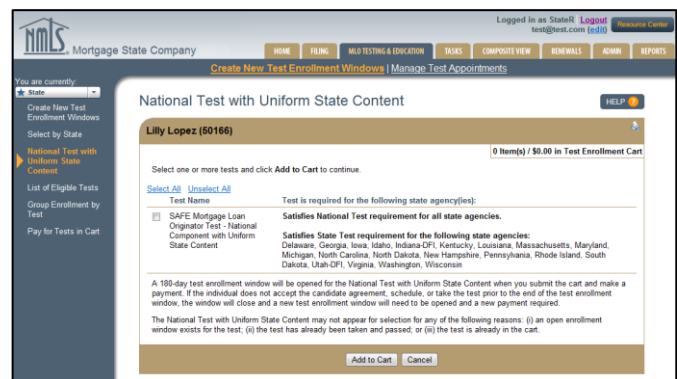 Logged in as StateR Logout
test@test.com (edit)
Resource Center
NMLS
Mortgage State Company
HOME FILING MLO TESTING & EDUCATION TASKS COMPOSITE VIEW RENEWALS ADMIN REPORTS
Create New Test Enrollment Windows | Manage Test Appointments
You are currently:
State
Create New Test
Enrollment Windows
Select by State
National Test with
Uniform State
Content
List of Eligible Tests
Group Enrollment by
Test
Pay for Tests in Cart
National Test with Uniform State Content
HELP
Lilly Lopez (50166)
0 Item(s) / $0.00 in Test Enrollment Cart
Select one or more tests and click Add to Cart to continue.
Select All Unselect All
Test Name Test is required for the following state agency(ies):
SAFE Mortgage Loan
Originator Test - National
Component with Uniform
State Content
Satisfies National Test requirement for all state agencies.
Satisfies State Test requirement for the following state agencies:
Delaware, Georgia, Iowa, Idaho, Indiana-DFI, Kentucky, Louisiana, Massachusetts, Maryland,
Michigan, North Carolina, North Dakota, New Hampshire, Pennsylvania, Rhode Island, South
Dakota, Utah-DFI, Virginia, Washington, Wisconsin
A 180-day test enrollment window will be opened for the National Test with Uniform State Content when you submit the cart and make a
payment. If the individual does not accept the candidate agreement, schedule, or take the test prior to the end of the test enrollment
window, the window will close and a new test enrollment window will need to be opened and a new payment required.
The National Test with Uniform State Content may not appear for selection for any of the following reasons: (i) an open enrollment
window exists for the test; (ii) the test has already been taken and passed; or (iii) the test is already in the cart.
Add to Cart Cancel